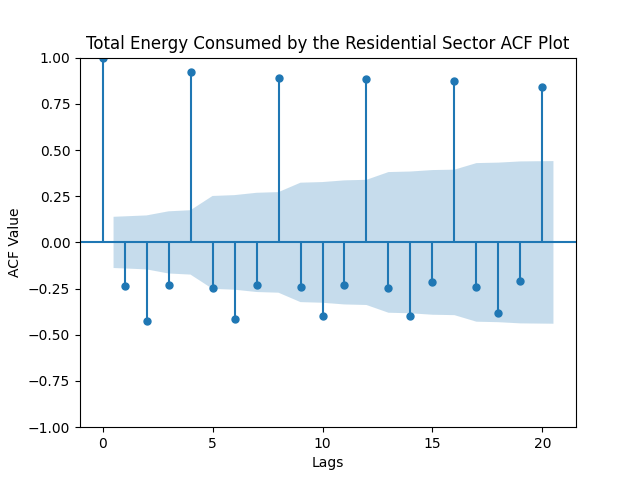 Total Energy Consumed by the Residential Sector ACF Plot
1.00
0.75
0.50
0.25
0.00
−0.25
−0.50
−0.75
−1.00
ACF Value
0 5 10 15 20
Lags